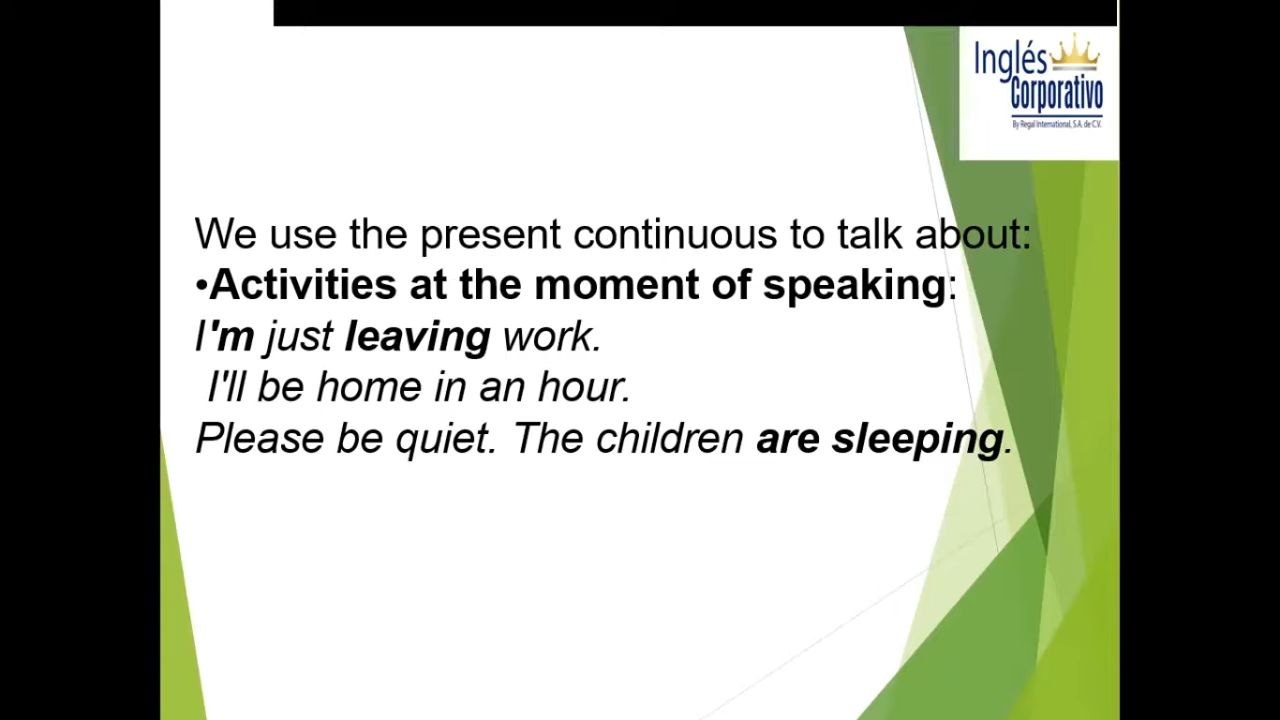 Inglés
Corporativo
By Regal International, S.A. de C.V.
We use the present continuous to talk about:
•Activities at the moment of speaking:
I'm just leaving work.
I'll be home in an hour.
Please be quiet. The children are sleeping.